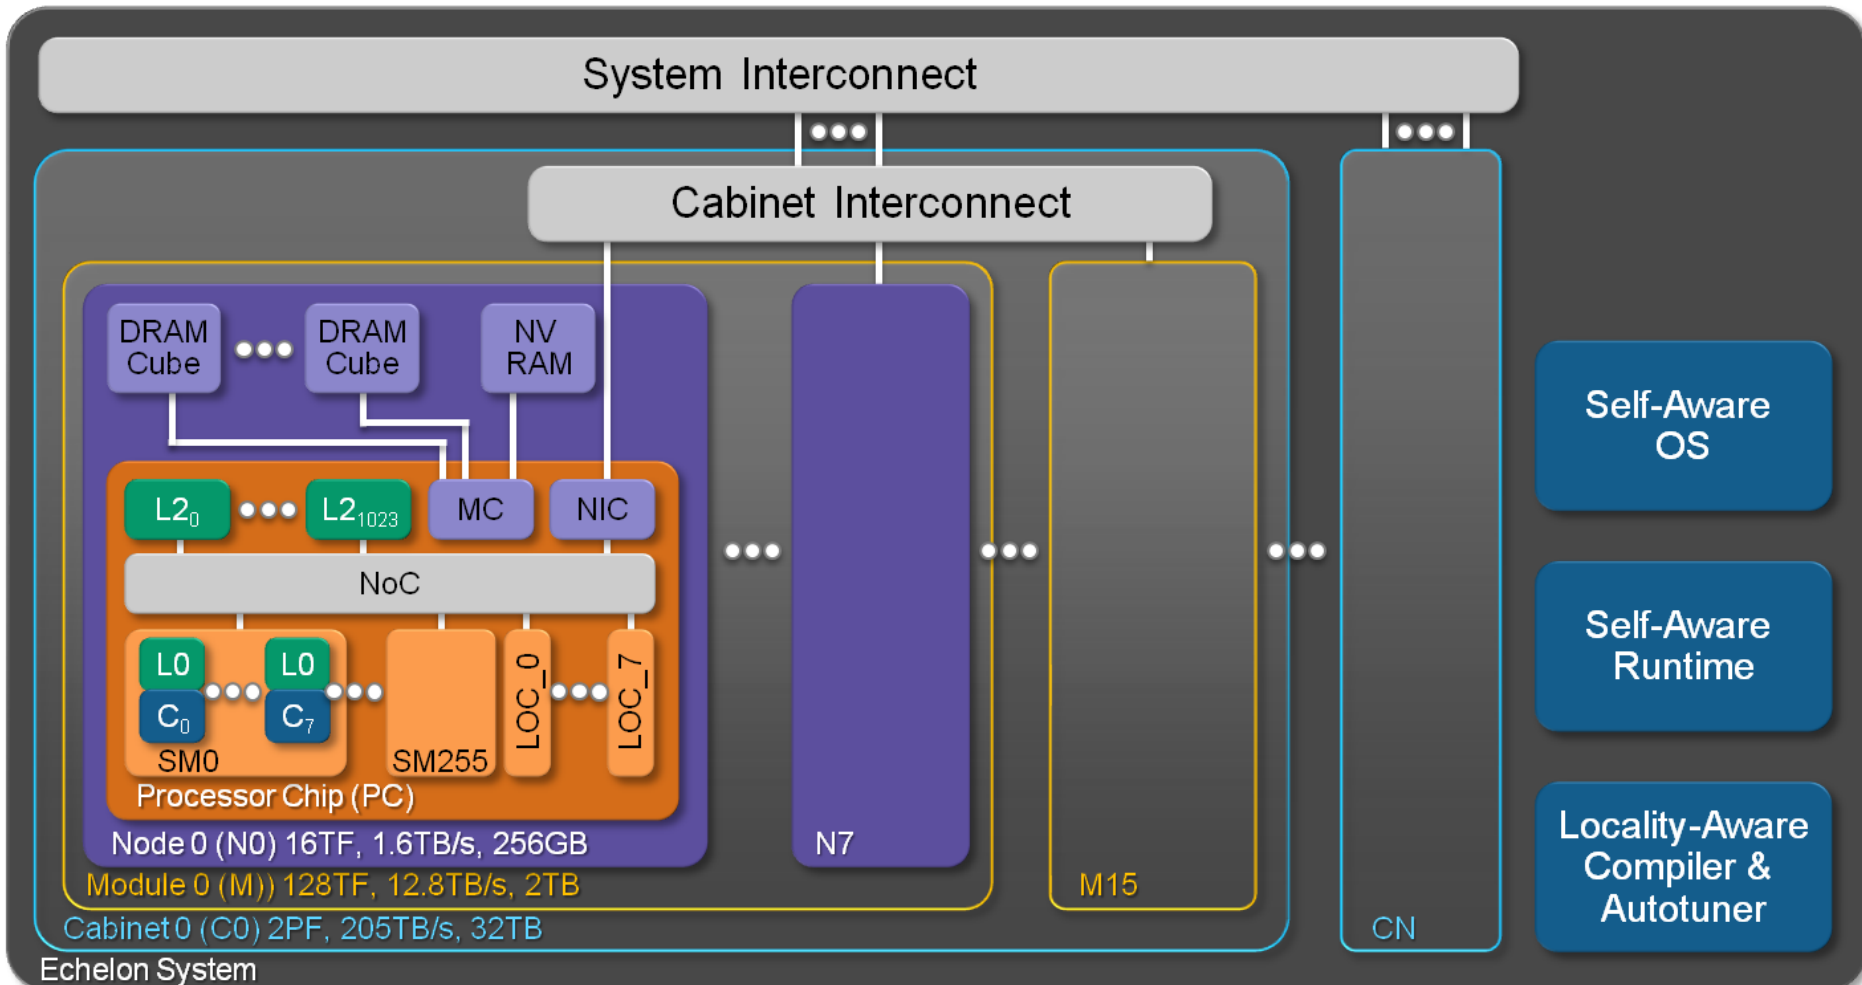 System Interconnect
Cabinet Interconnect
DRAM
Cube
DRAM
Cube
NV
RAM
L2₀
L2₁₀₂₃
MC
NIC
NoC
L0
L0
C₀
C₇
SM0
SM255
LOC_0
LOC_7
Processor Chip (PC)
Node 0 (N0) 16TF, 1.6TB/s, 256GB
N7
Module 0 (M)) 128TF, 12.8TB/s, 2TB
M15
Cabinet 0 (C0) 2PF, 205TB/s, 32TB
CN
Echelon System
Self-Aware
OS
Self-Aware
Runtime
Locality-Aware
Compiler &
Autotuner